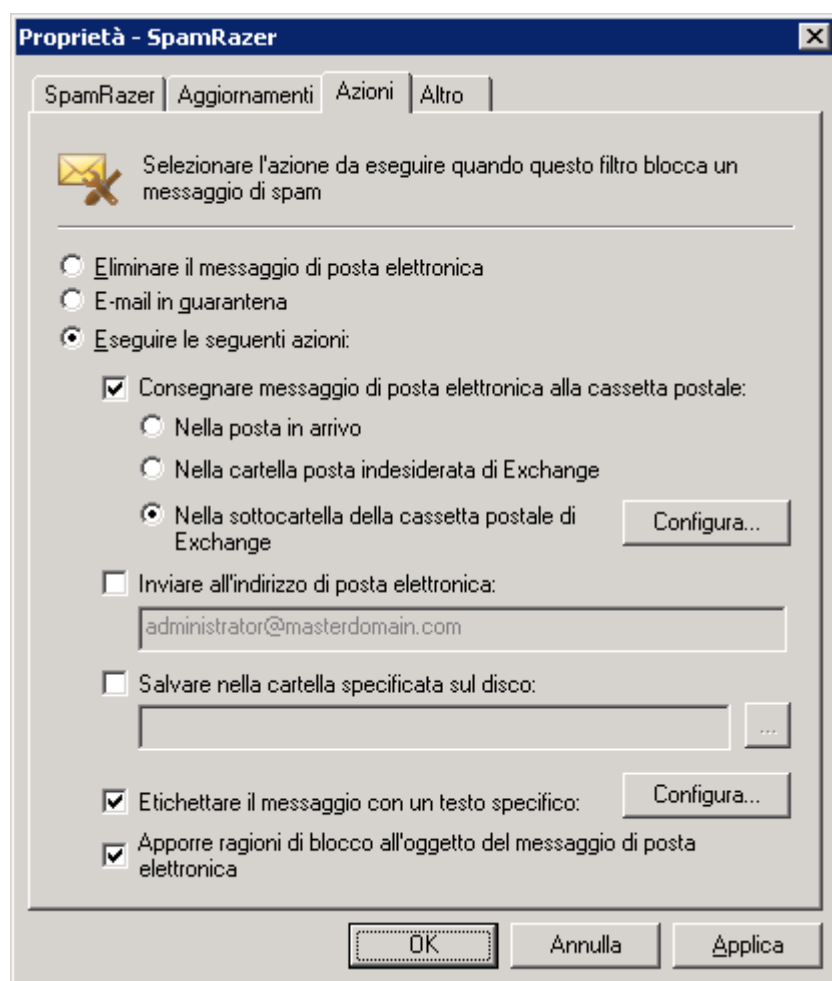 Proprietà - SpamRazer
SpamRazer
Aggiornamenti
Azioni
Altro
Selezionare l'azione da eseguire quando questo filtro blocca un
messaggio di spam
Eliminare il messaggio di posta elettronica
E-mail in guarantena
Eseguire le seguenti azioni:
Consegnare messaggio di posta elettronica alla cassetta postale:
Nella posta in arrivo
Nella cartella posta indesiderata di Exchange
Nella sottocartella della cassetta postale di
Exchange
Configura...
Inviare all'indirizzo di posta elettronica:
administrator@masterdomain.com
Salvare nella cartella specificata sul disco:
...
Etichettare il messaggio con un testo specifico:
Configura...
Apporre ragioni di blocco all'oggetto del messaggio di posta
elettronica
OK
Annulla
Applica